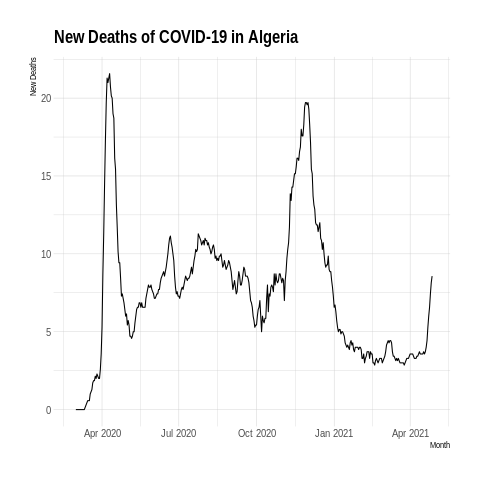 New Deaths of COVID-19 in Algeria
New Deaths
20
15
10
5
0
Apr 2020 Jul 2020 Oct 2020 Jan 2021 Apr 2021
Month